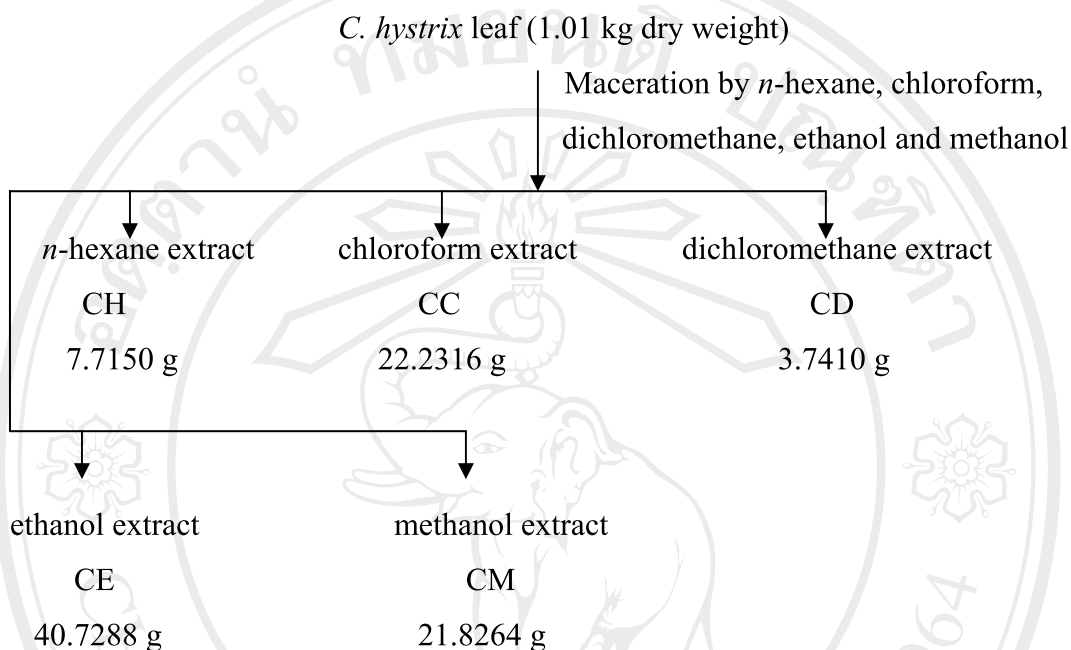 C. hystrix leaf (1.01 kg dry weight)
Maceration by n-hexane, chloroform,
dichloromethane, ethanol and methanol
n-hexane extract chloroform extract dichloromethane extract
CH CC CD
7.7150 g 22.2316 g 3.7410 g
ethanol extract methanol extract
CE CM
40.7288 g 21.8264 g